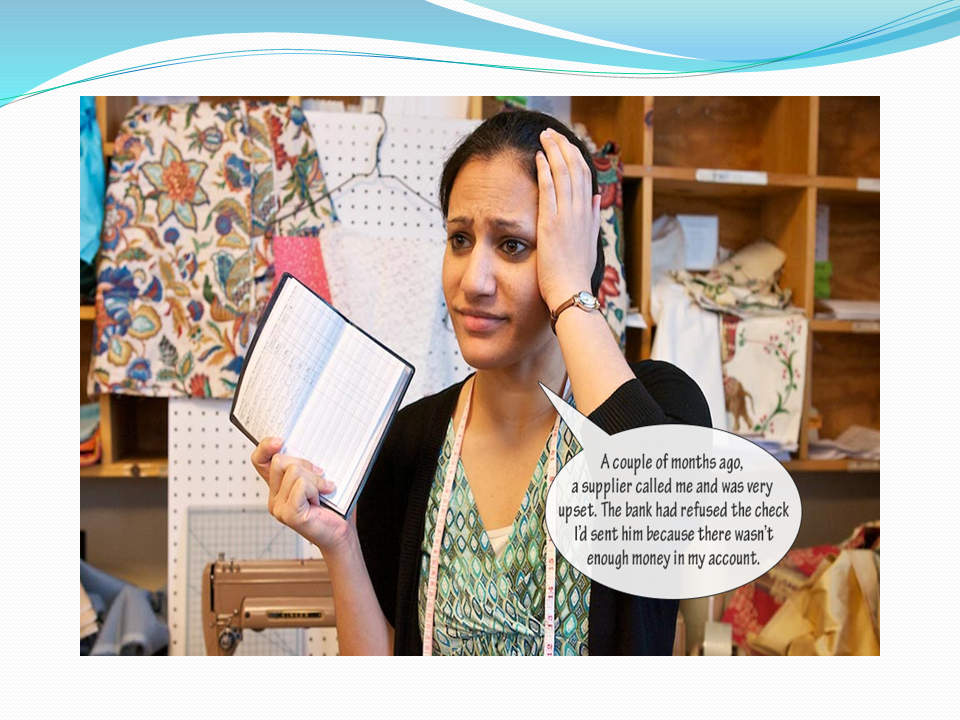 A couple of months ago,
a supplier called me and was very
upset. The bank had refused the check
I'd sent him because there wasn't
enough money in my account.
SINGER